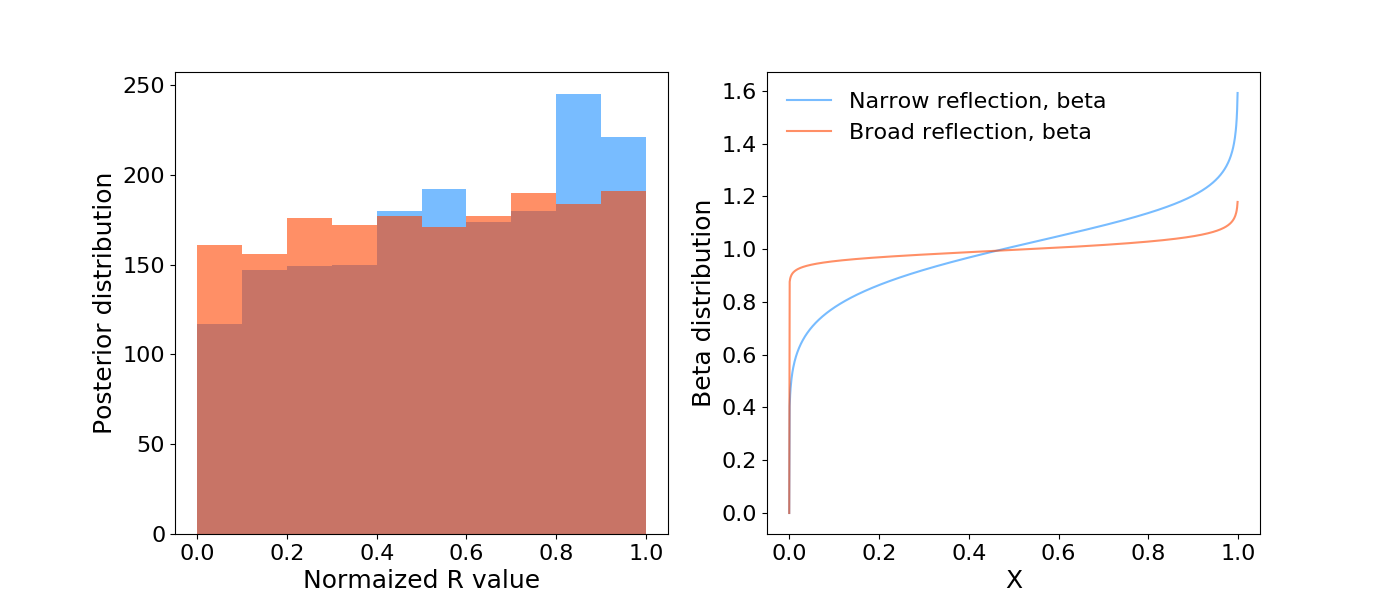 250
200
150
100
50
0
0.0 0.2 0.4 0.6 0.8 1.0
Normaized R value
Posterior distribution
Narrow reflection, beta
Broad reflection, beta
1.6
1.4
1.2
1.0
0.8
0.6
0.4
0.2
0.0
0.0 0.2 0.4 0.6 0.8 1.0
X
Beta distribution